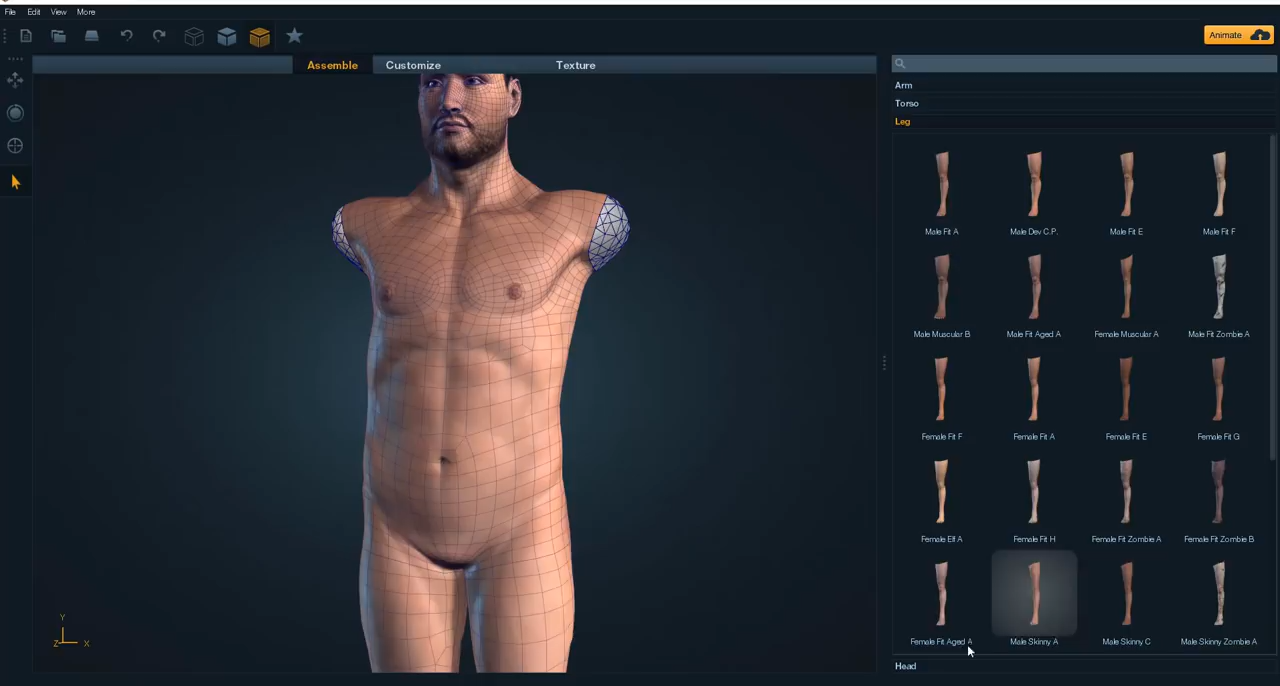 File Edit View More
Animate
Assemble Customize Texture
Arm
Torso
Leg
Male Fit A Male Dev C.P. Male Fit E Male Fit F
Male Muscular B Male Fit Aged A Female Muscular A Male Fit Zombie A
Female Fit F Female Fit A Female Fit E Female Fit G
Female Elf A Female Fit H Female Fit Zombie A Female Fit Zombie B
Female Fit Aged A Male Skinny A Male Skinny C Male Skinny Zombie A
Head
Y
Z X